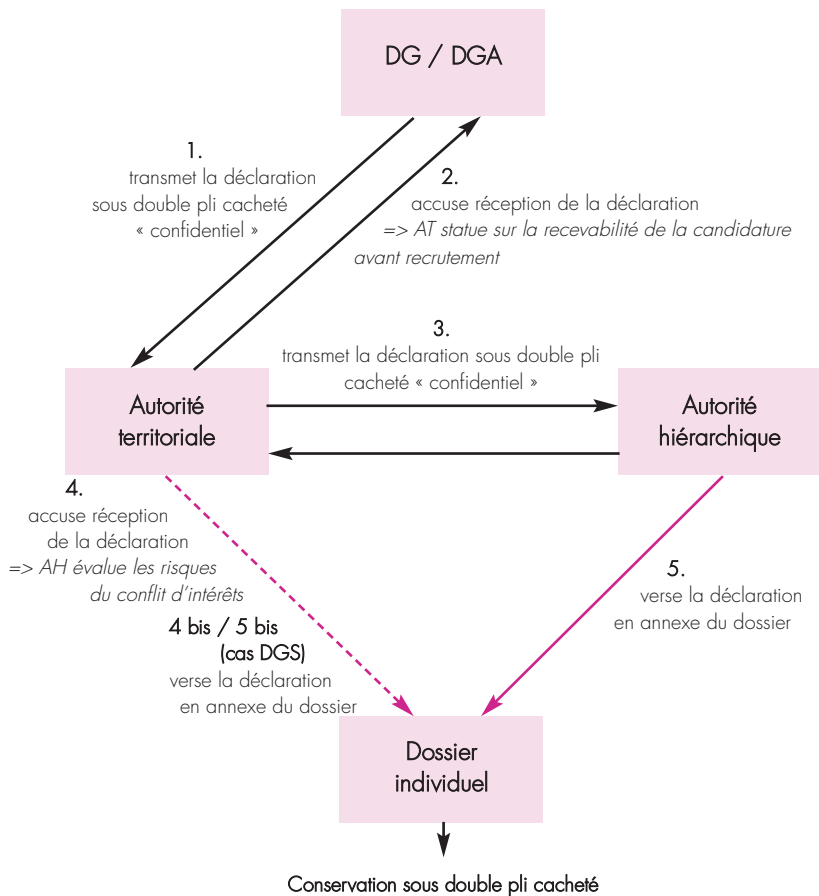 DG / DGA
1.
transmet la déclaration
sous double pli cacheté
« confidentiel »
2.
accuse réception de la déclaration
=> AT statue sur la recevabilité de la candidature
avant recrutement
3.
transmet la déclaration sous double pli
cacheté « confidentiel »
Autorité
territoriale
Autorité
hiérarchique
4.
accuse réception
de la déclaration
=> AH évalue les risques
du conflit d’intérêts
4 bis / 5 bis
(cas DGS)
verse la déclaration
en annexe du dossier
5.
verse la déclaration
en annexe du dossier
Dossier
individuel
Conservation sous double pli cacheté